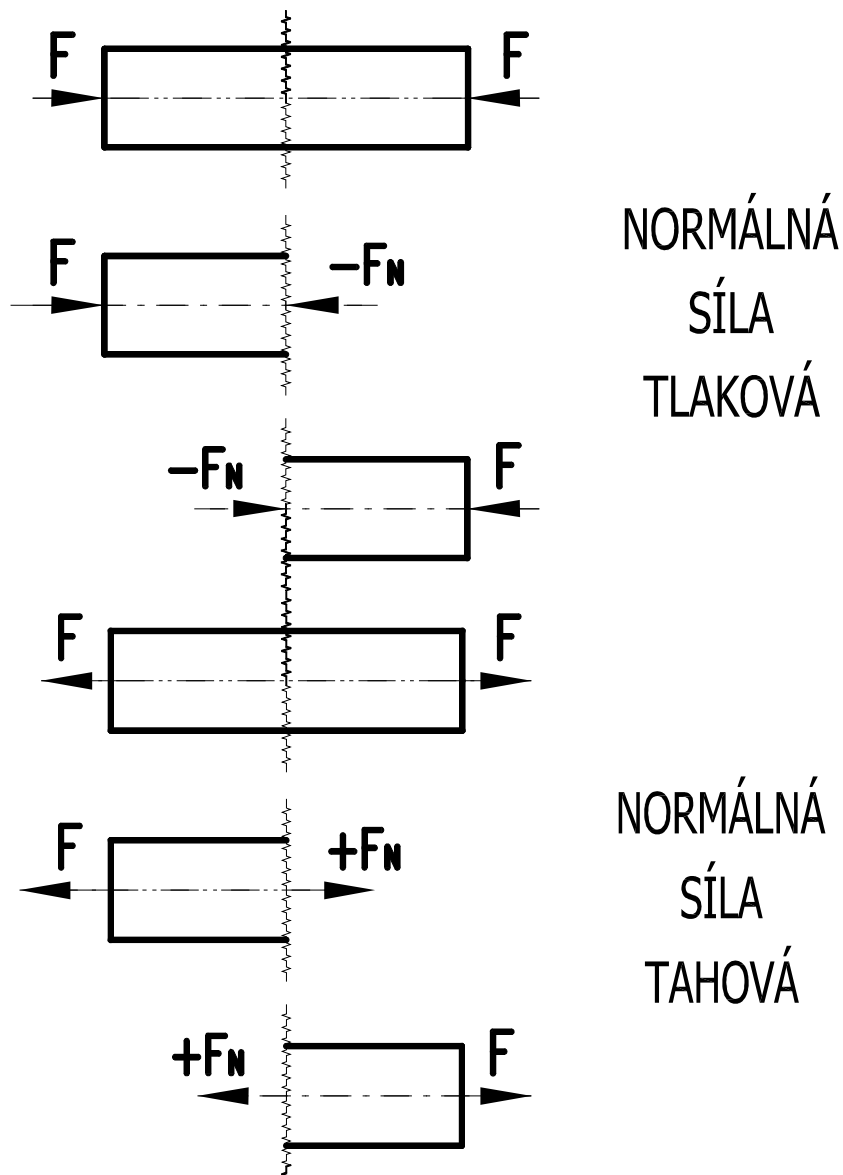 F F
F -FN
NORMÁLNÁ
SÍLA
TLAKOVÁ
-FN F
F F
F +FN
NORMÁLNÁ
SÍLA
TAHOVÁ
+FN F